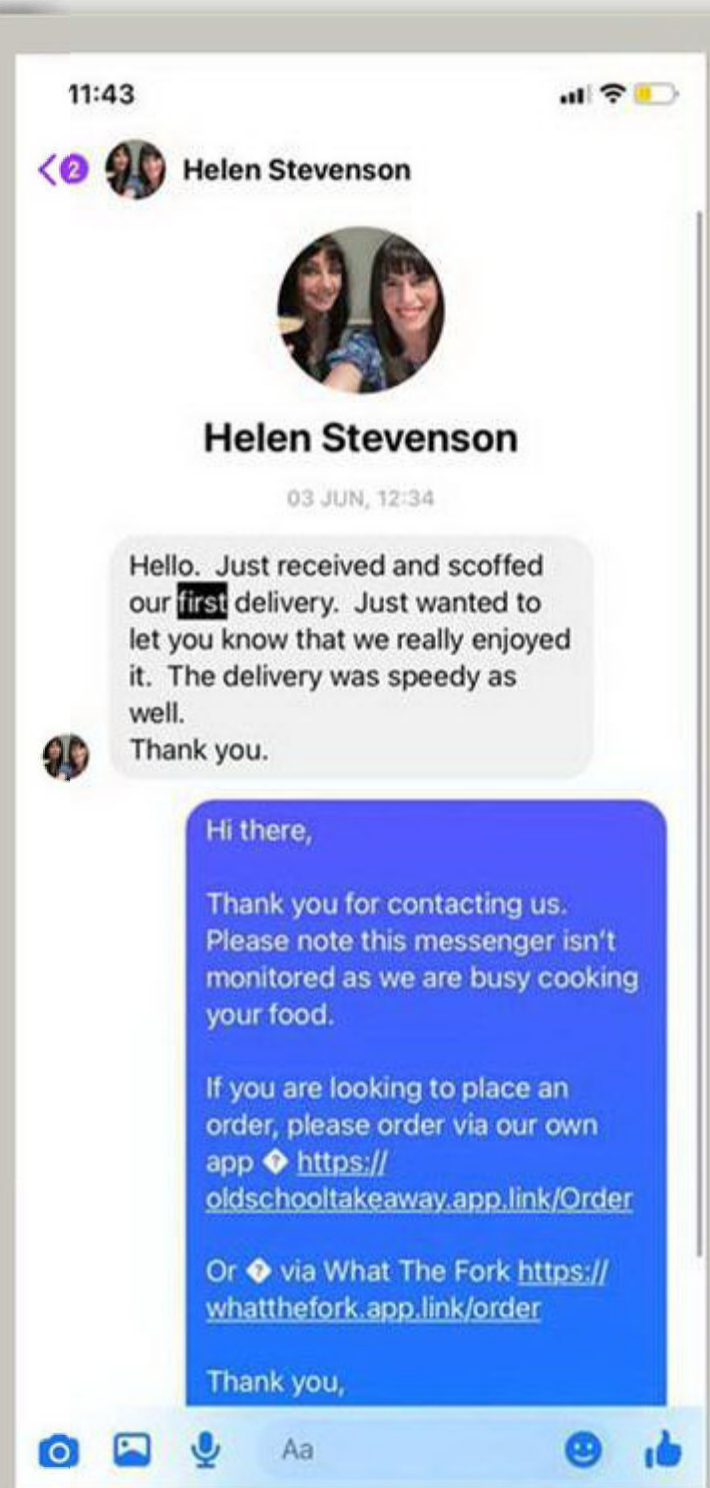 11:43
2
Helen Stevenson
Helen Stevenson
03 JUN, 12:34
Hello.  Just received and scoffed
our first delivery.  Just wanted to
let you know that we really enjoyed
it.  The delivery was speedy as
well.
Thank you.
Hi there,
Thank you for contacting us.
Please note this messenger isn't
monitored as we are busy cooking
your food.
If you are looking to place an
order, please order via our own
app � https://
oldschooltakeaway.app.link/Order
Or � via What The Fork https://
whatthefork.app.link/order
Thank you,
Aa